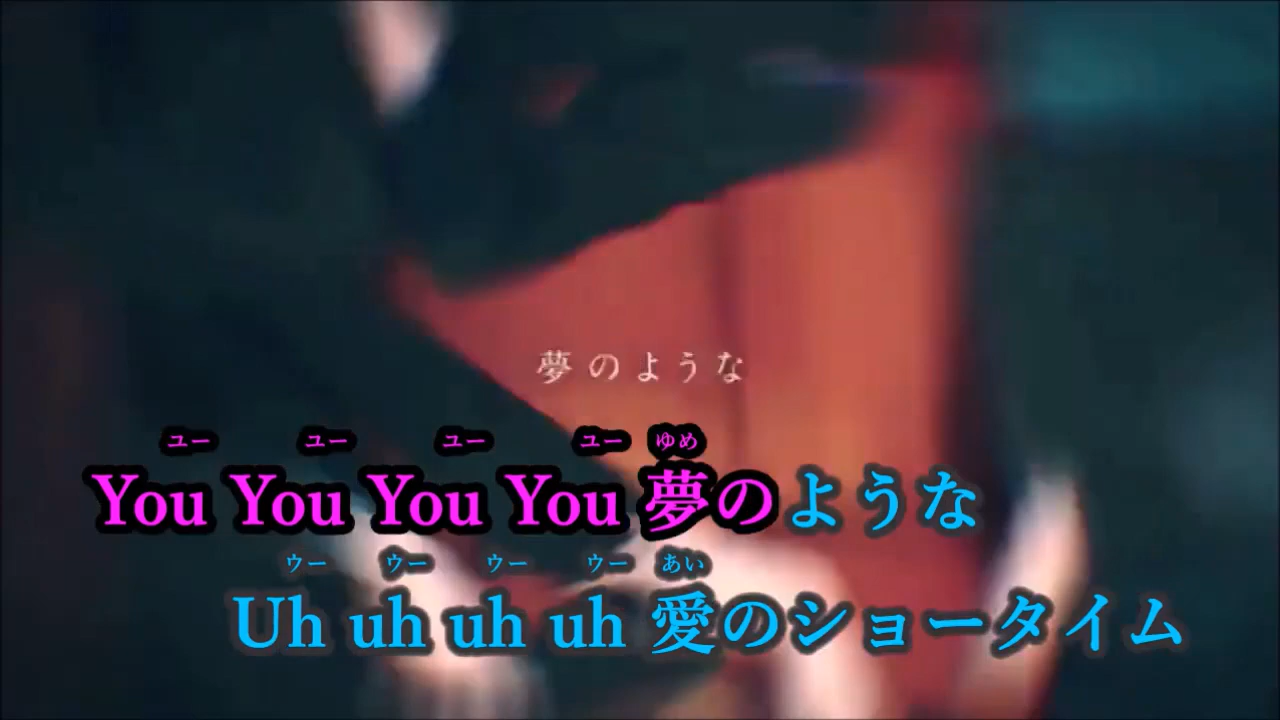 夢のような
ユー ユー ユー ユー ゆめ
You You You You 夢のような
ウー ウー ウー ウー あい
Uh uh uh uh 愛のショータイム